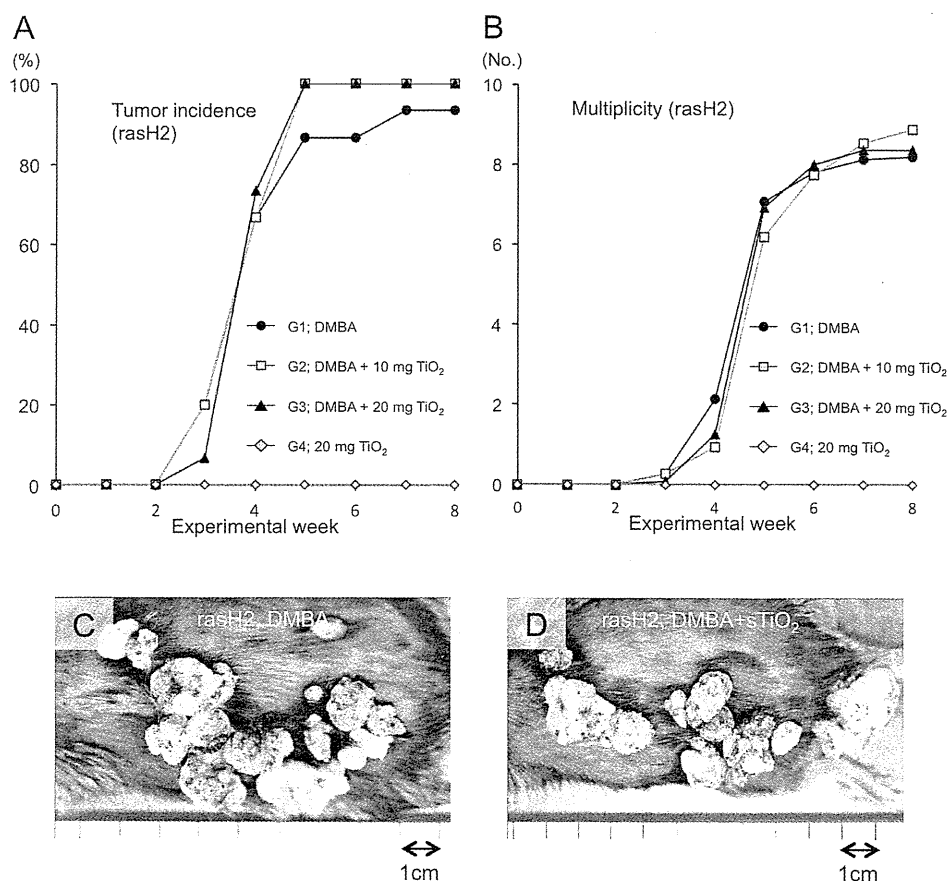 A
(%)
100
80
60
40
20
0
0 2 4 6 8
Experimental week
Tumor incidence
(rasH2)
G1; DMBA
G2; DMBA + 10 mg TiO₂
G3; DMBA + 20 mg TiO₂
G4; 20 mg TiO₂
B
(No.)
10
8
6
4
2
0
0 2 4 6 8
Experimental week
Multiplicity (rasH2)
G1; DMBA
G2; DMBA + 10 mg TiO₂
G3; DMBA + 20 mg TiO₂
G4; 20 mg TiO₂
C
rasH2, DMBA
1cm
D
rasH2, DMBA+sTiO₂
1cm